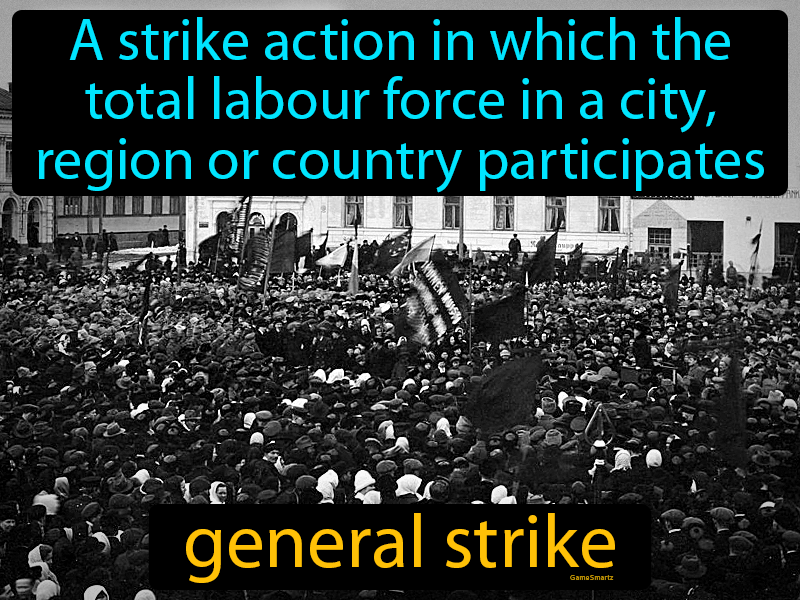 A strike action in which the
total labour force in a city,
region or country participates
general strike
GameSmartz